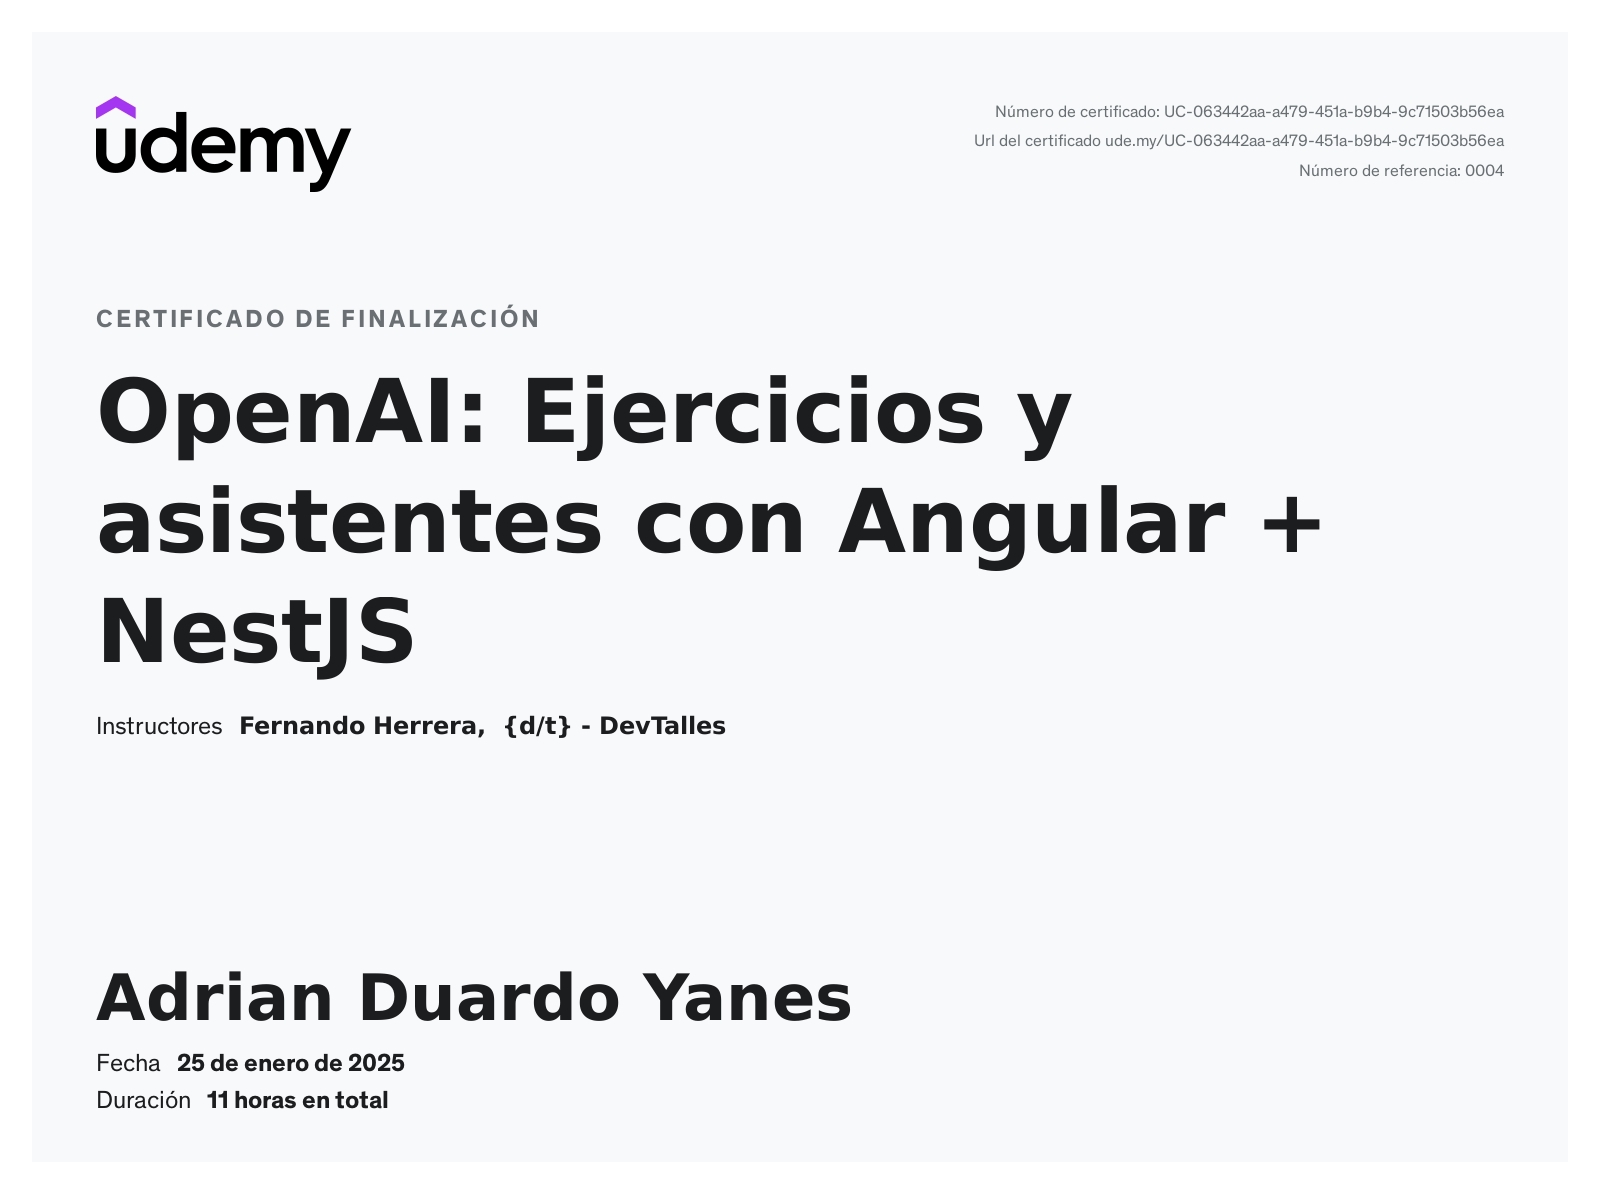 udemy
Número de certificado: UC-063442aa-a479-451a-b9b4-9c71503b56ea
Url del certificado ude.my/UC-063442aa-a479-451a-b9b4-9c71503b56ea
Número de referencia: 0004
CERTIFICADO DE FINALIZACIÓN
OpenAI: Ejercicios y
asistentes con Angular +
NestJS
Instructores Fernando Herrera, {d/t} - DevTalles
Adrian Duardo Yanes
Fecha 25 de enero de 2025
Duración 11 horas en total